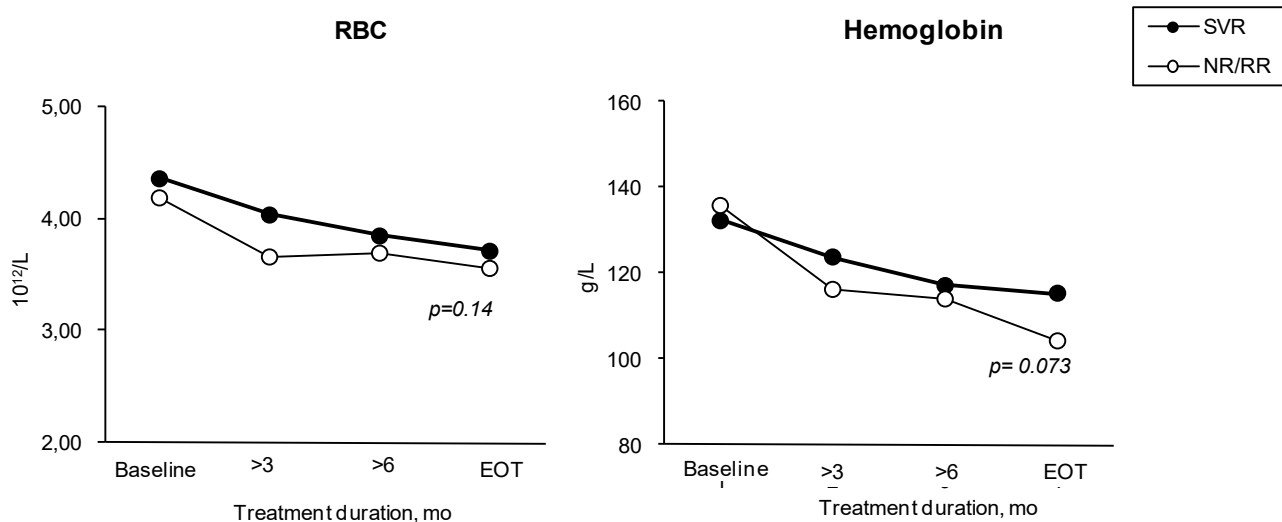 RBC
5,00
4,00
3,00
2,00
10¹²/L
p=0.14
Baseline >3 >6 EOT
Treatment duration, mo
Hemoglobin
160
140
120
100
80
g/L
p= 0.073
Baseline >3 >6 EOT
Treatment duration, mo
SVR
NR/RR